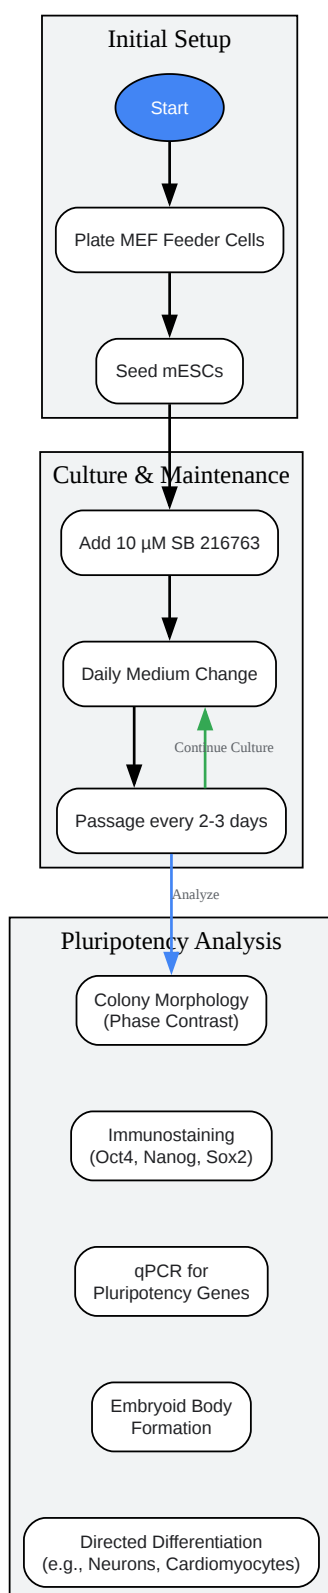 Initial Setup
Start
Plate MEF Feeder Cells
Seed mESCs
Culture & Maintenance
Add 10 µM SB 216763
Daily Medium Change
Continue Culture
Passage every 2-3 days
Analyze
Pluripotency Analysis
Colony Morphology
(Phase Contrast)
Immunostaining
(Oct4, Nanog, Sox2)
qPCR for
Pluripotency Genes
Embryoid Body
Formation
Directed Differentiation
(e.g., Neurons, Cardiomyocytes)